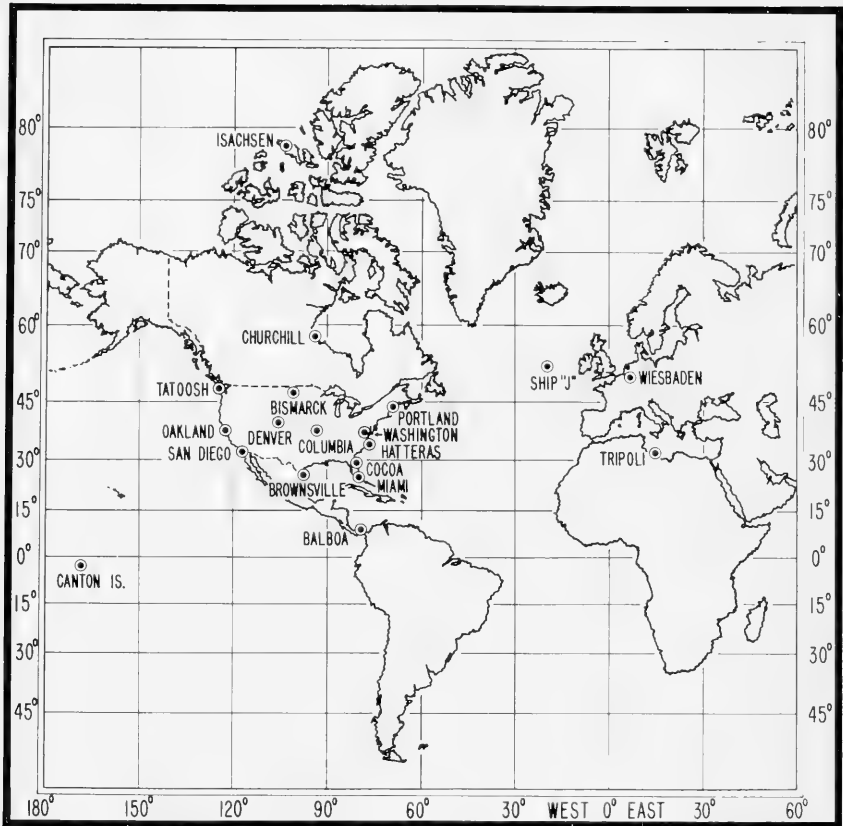 80° 80°
ISACHSEN
75° 75°
70° 70°
60° 60°
CHURCHILL
SHIP "J" WIESBADEN
TATOOSH
45° 45°
BISMARCK
PORTLAND
OAKLAND DENVER COLUMBIA WASHINGTON
HATTERAS
SAN DIEGO
TRIPOLI
30° 30°
COCOA
BROWNSVILLE MIAMI
15° 15°
BALBOA
0° 0°
CANTON IS.
15° 15°
30° 30°
45° 45°
180° 150° 120° 90° 60° 30° WEST 0° EAST 30° 60°